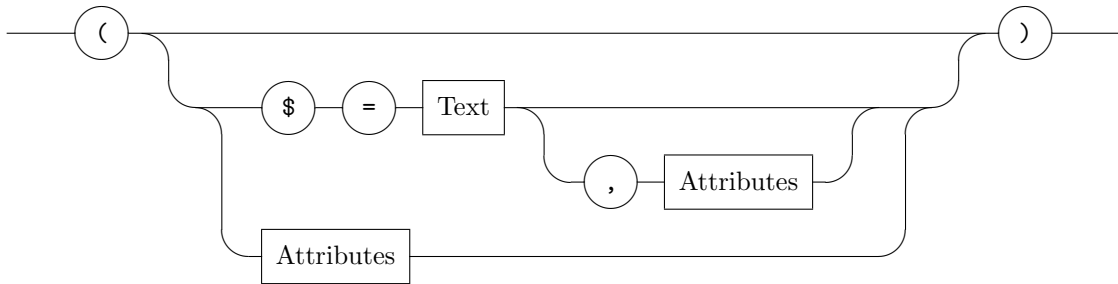 ( )
$ = Text
, Attributes
Attributes